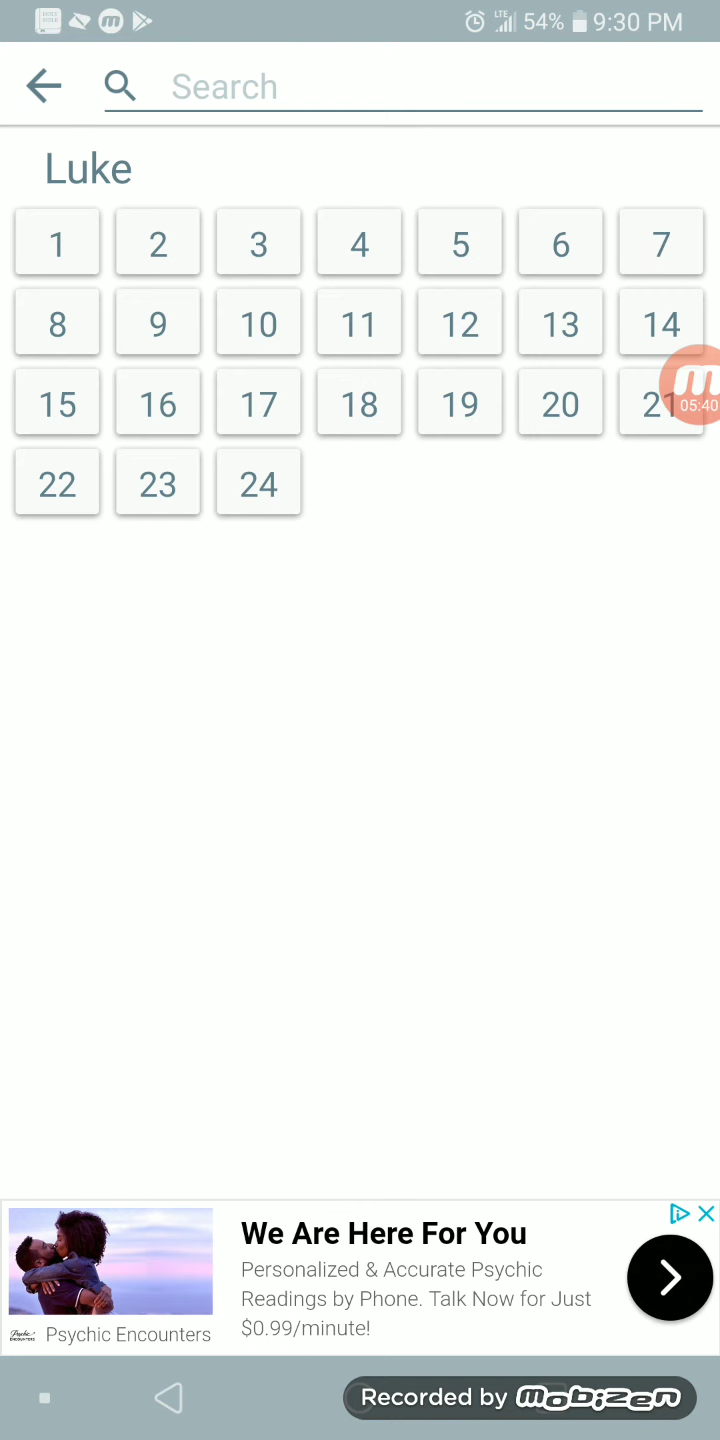 LTE 54% 9:30 PM
Search
Luke
1 2 3 4 5 6 7
8 9 10 11 12 13 14
15 16 17 18 19 20 21
22 23 24
05:40
We Are Here For You
Personalized & Accurate Psychic
Readings by Phone. Talk Now for Just
$0.99/minute!
Psychic Encounters
Recorded by mobizen